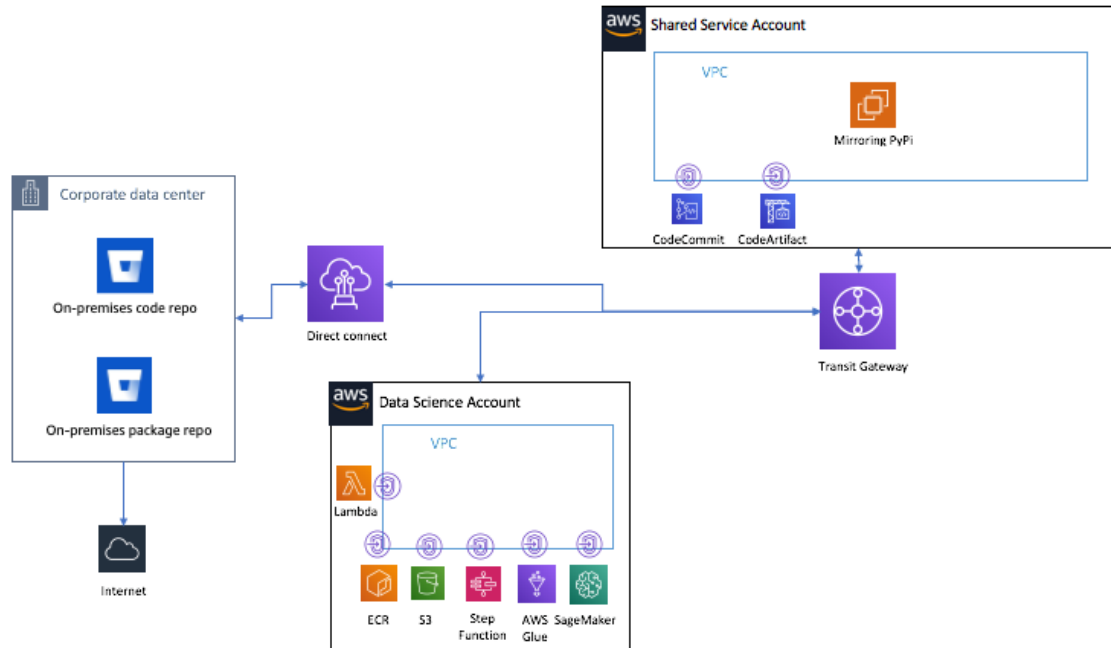 aws
Shared Service Account
VPC
Mirroring PyPi
CodeCommit
CodeArtifact
Corporate data center
On-premises code repo
On-premises package repo
Internet
Direct connect
Transit Gateway
aws
Data Science Account
VPC
Lambda
ECR
S3
Step
Function
AWS
Glue
SageMaker